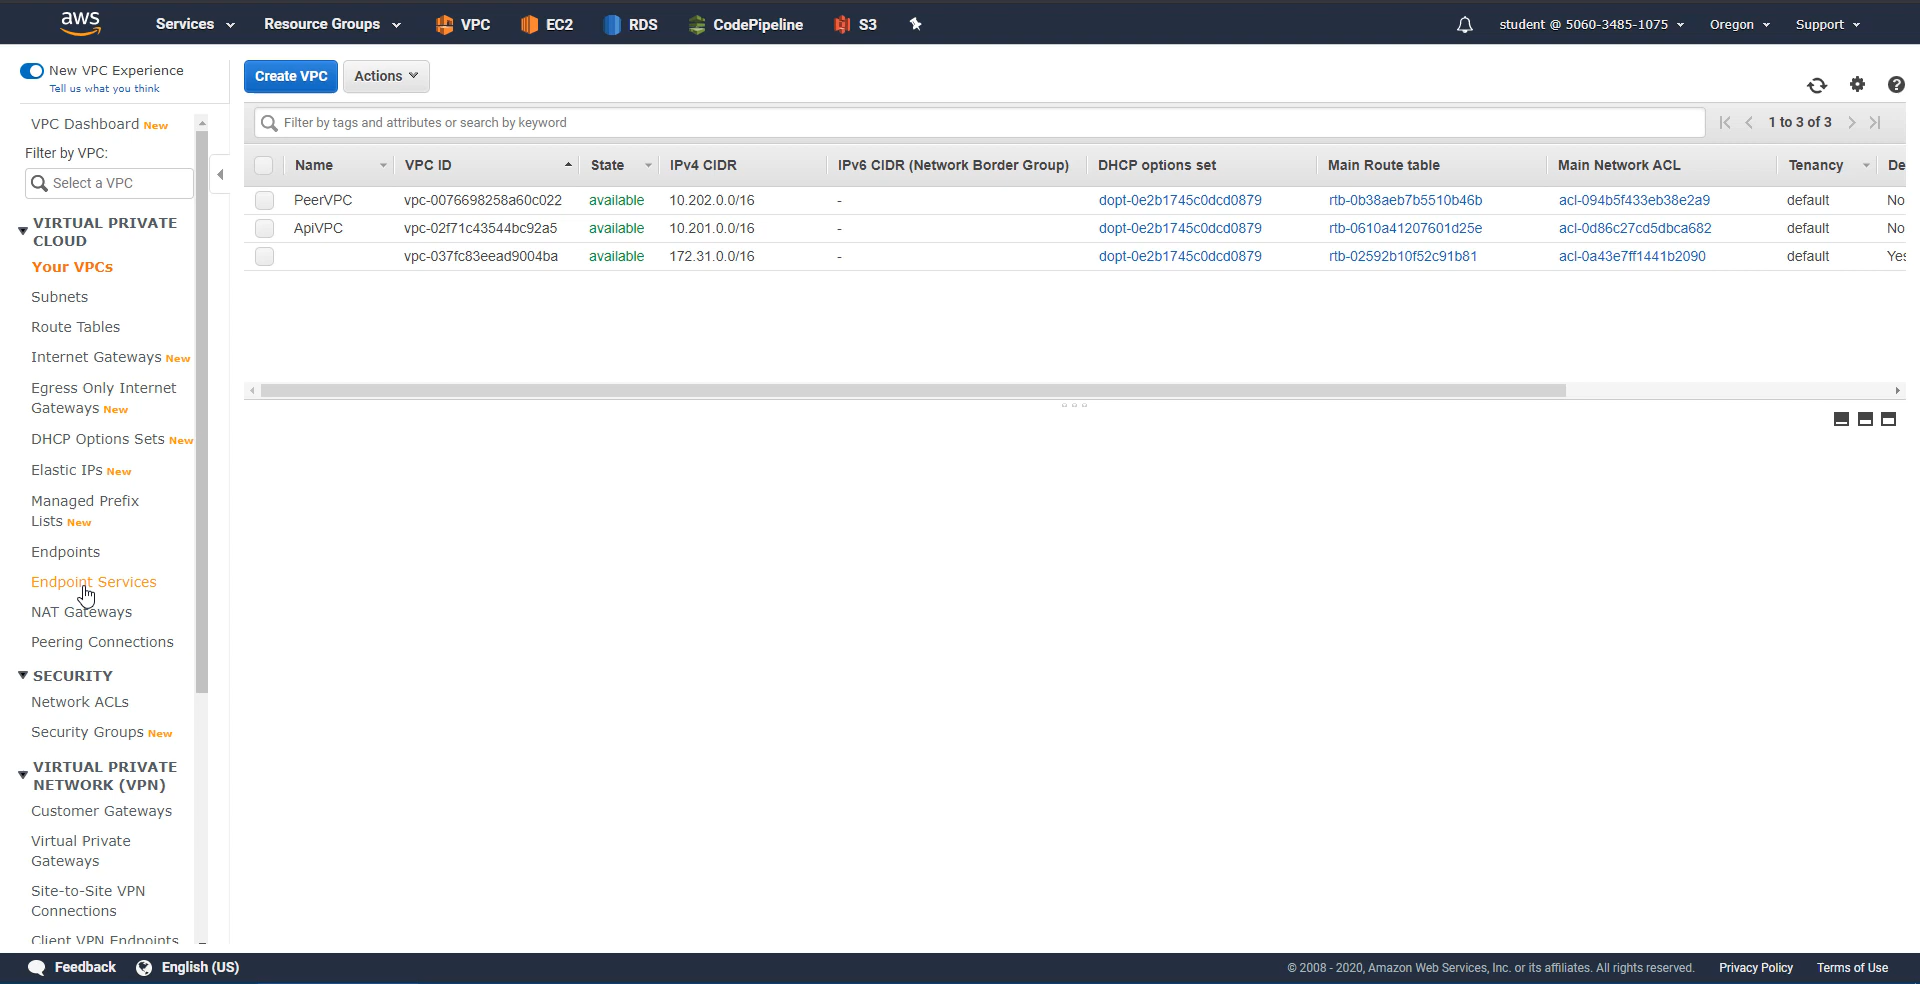 aws Services Resource Groups VPC EC2 RDS CodePipeline S3 student @ 5060-3485-1075 Oregon Support
New VPC Experience
Tell us what you think
VPC Dashboard New
Filter by VPC:
Select a VPC
VIRTUAL PRIVATE
CLOUD
Your VPCs
Subnets
Route Tables
Internet Gateways New
Egress Only Internet
Gateways New
DHCP Options Sets New
Elastic IPs New
Managed Prefix
Lists New
Endpoints
Endpoint Services
NAT Gateways
Peering Connections
SECURITY
Network ACLs
Security Groups New
VIRTUAL PRIVATE
NETWORK (VPN)
Customer Gateways
Virtual Private
Gateways
Site-to-Site VPN
Connections
Client VPN Endpoints
Create VPC Actions
Filter by tags and attributes or search by keyword 1 to 3 of 3
Name VPC ID State IPv4 CIDR IPv6 CIDR (Network Border Group) DHCP options set Main Route table Main Network ACL Tenancy De
PeerVPC vpc-0076698258a60c022 available 10.202.0.0/16 - dopt-0e2b1745c0dcd0879 rtb-0b38aeb7b5510b46b acl-094b5f433eb38e2a9 default No
ApiVPC vpc-02f71c43544bc92a5 available 10.201.0.0/16 - dopt-0e2b1745c0dcd0879 rtb-0610a41207601d25e acl-0d86c27cd5dbca682 default No
vpc-037fc83eead9004ba available 172.31.0.0/16 - dopt-0e2b1745c0dcd0879 rtb-02592b10f52c91b81 acl-0a43e7ff1441b2090 default Yes
Feedback English (US) © 2008 - 2020, Amazon Web Services, Inc. or its affiliates. All rights reserved. Privacy Policy Terms of Use